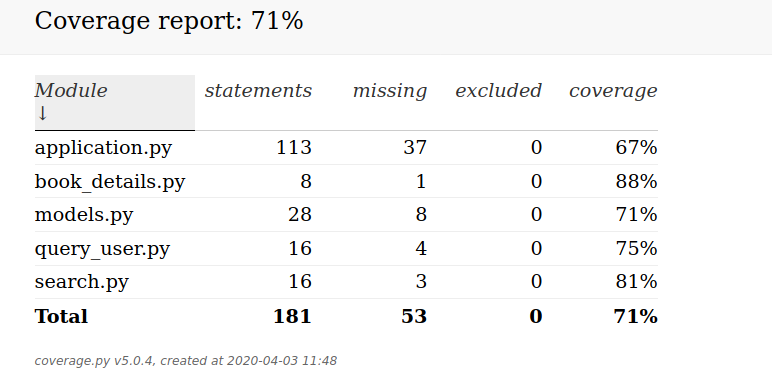 Coverage report: 71%
Module ↓ statements missing excluded coverage
application.py 113 37 0 67%
book_details.py 8 1 0 88%
models.py 28 8 0 71%
query_user.py 16 4 0 75%
search.py 16 3 0 81%
Total 181 53 0 71%
coverage.py v5.0.4, created at 2020-04-03 11:48